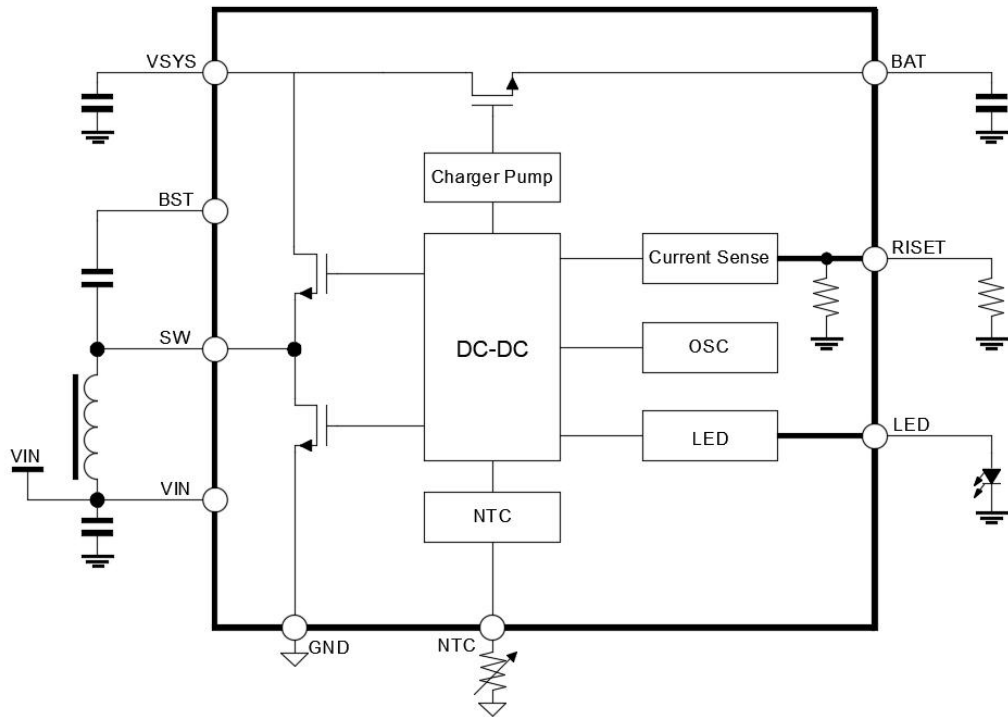 VSYS
BAT
Charger Pump
BST
RISET
Current Sense
SW
DC-DC
OSC
LED
LED
VIN
VIN
NTC
GND
NTC